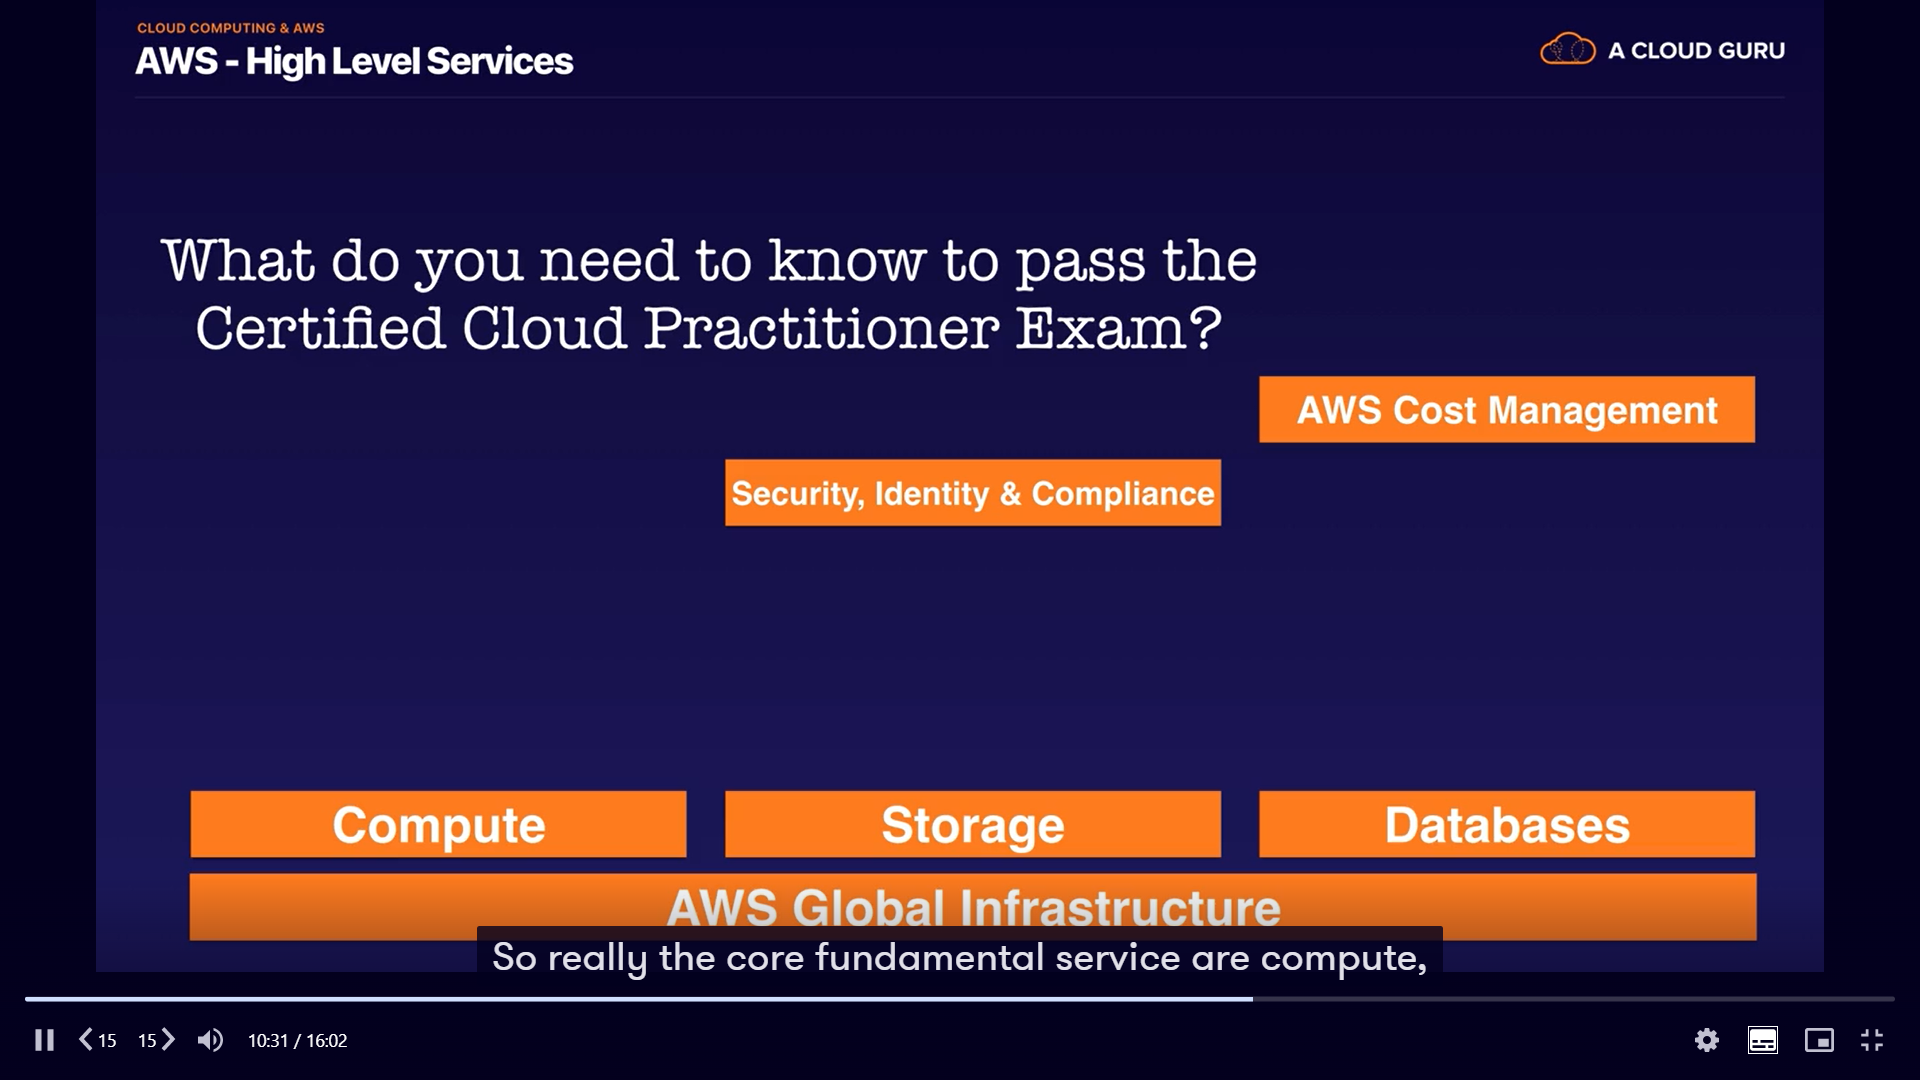 CLOUD COMPUTING & AWS
AWS - High Level Services
A CLOUD GURU
What do you need to know to pass the
Certified Cloud Practitioner Exam?
AWS Cost Management
Security, Identity & Compliance
Compute
Storage
Databases
AWS Global Infrastructure
So really the core fundamental service are compute,
15
15
10:31 / 16:02